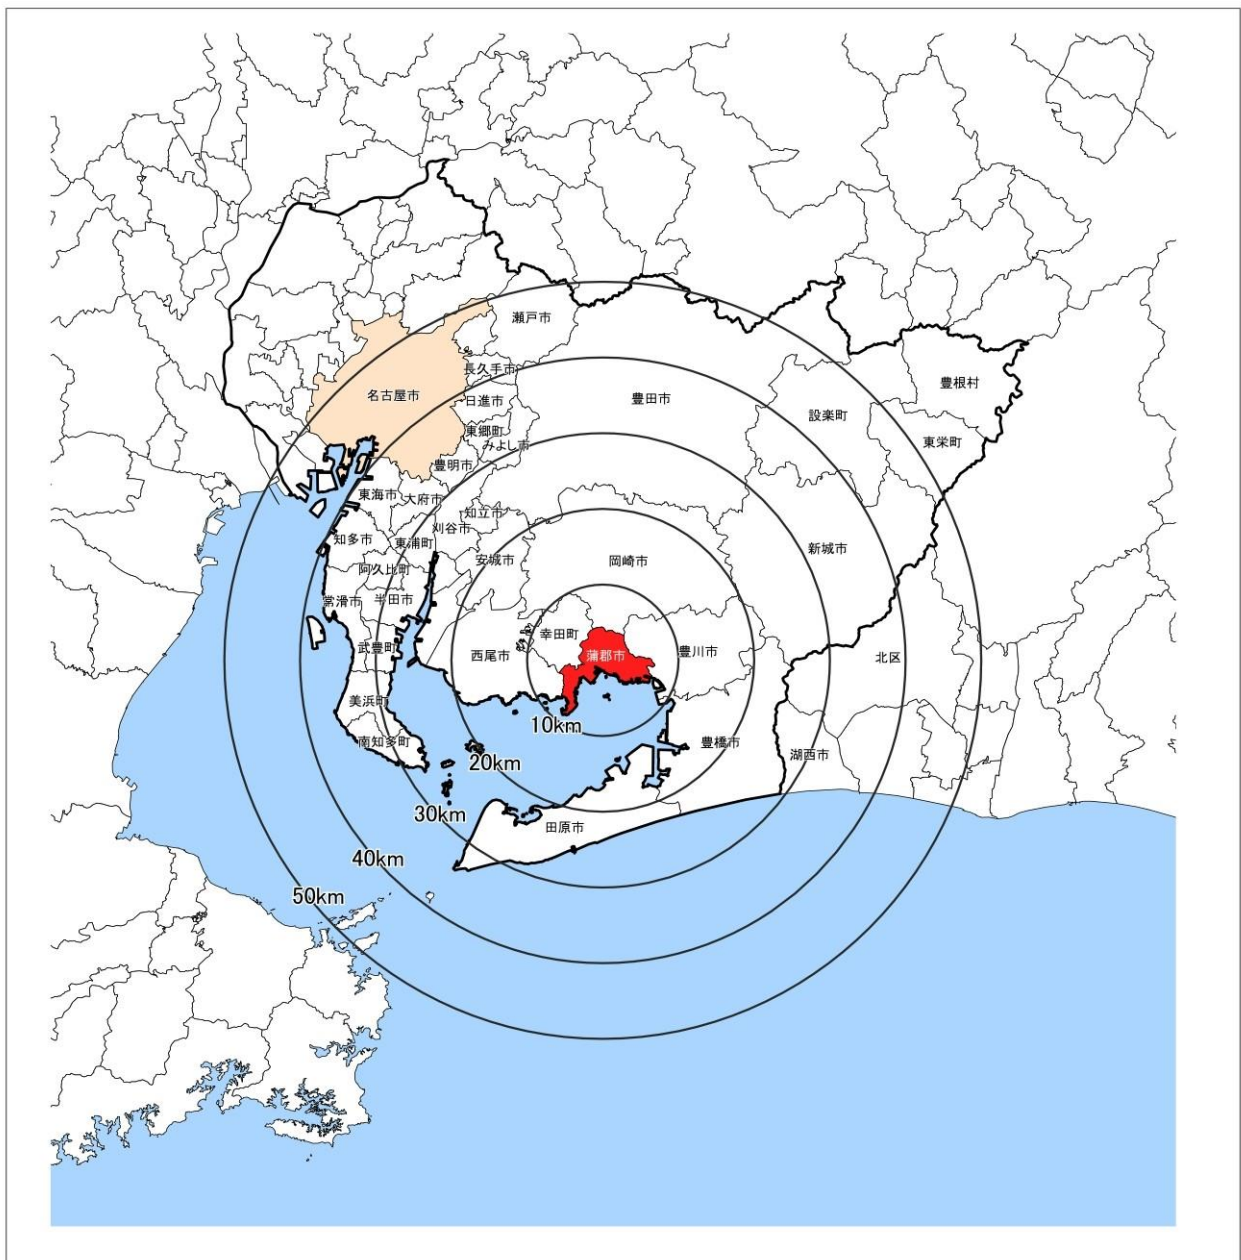 瀬戸市
長久手市
豊根村
名古屋市
日進市
豊田市
設楽町
東郷町
みよし市
東栄町
豊明市
東海市
大府市
知立市
刈谷市
知多市
東浦町
新城市
安城市
岡崎市
阿久比町
常滑市
半田市
幸田町
武豊町
西尾市
蒲郡市
豊川市
北区
美浜町
10km
南知多町
豊橋市
湖西市
20km
30km
田原市
40km
50km